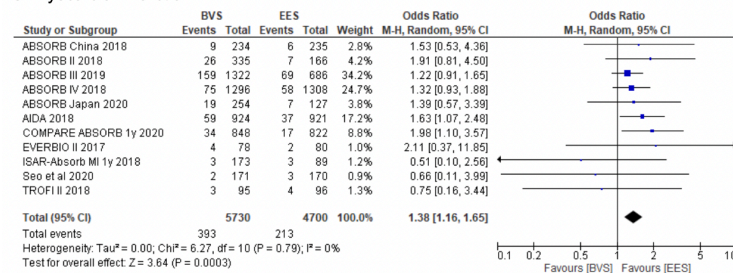 BVS EES Odds Ratio Odds Ratio
Study or Subgroup Events Total Events Total Weight M-H, Random, 95% CI M-H, Random, 95% CI
ABSORB China 2018 9 234 6 235 2.8% 1.53 [0.53, 4.36]
ABSORB II 2018 26 335 7 166 4.2% 1.91 [0.81, 4.50]
ABSORB III 2019 159 1322 69 686 34.2% 1.22 [0.91, 1.65]
ABSORB IV 2018 75 1296 58 1308 24.7% 1.32 [0.93, 1.88]
ABSORB Japan 2020 19 254 7 127 3.8% 1.39 [0.57, 3.39]
AIDA 2018 59 924 37 921 17.2% 1.63 [1.07, 2.48]
COMPARE ABSORB 1y 2020 34 848 17 822 8.7% 1.98 [1.10, 3.57]
EVERBIO II 2017 4 78 2 80 1.0% 2.11 [0.37, 11.85]
ISAR-Absorb MI 1y 2018 3 173 3 89 1.1% 0.51 [0.10, 2.56]
Seo et al 2020 2 171 3 170 0.9% 0.66 [0.11, 3.99]
TROFI II 2018 3 95 4 96 1.3% 0.75 [0.16, 3.44]
Total (95% CI) 5730 4700 100.0% 1.38 [1.16, 1.65]
Total events 393 213
Heterogeneity: Tau² = 0.00; Chi² = 6.27, df = 10 (P = 0.79); I² = 0%
Test for overall effect: Z = 3.64 (P = 0.0003)
0.1 0.2 0.5 1 2 5 10
Favours [BVS] Favours [EES]